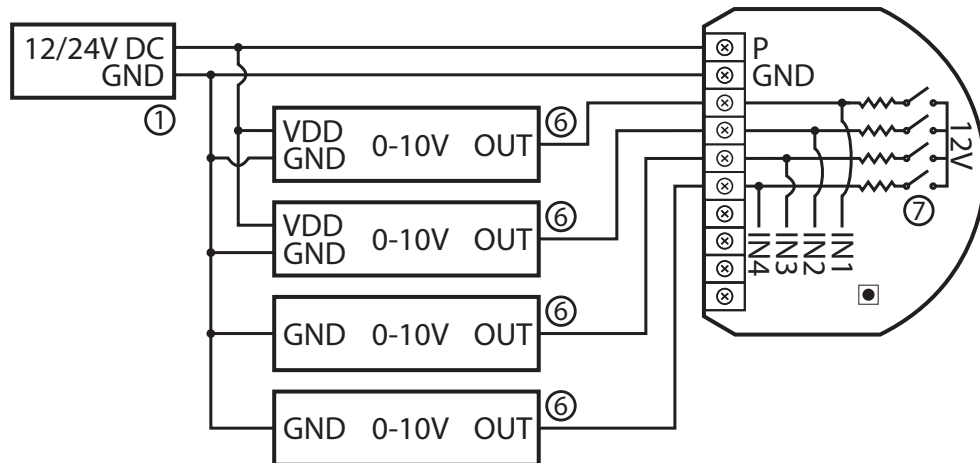 12/24V DC
GND
①
P
GND
VDD
GND
0-10V
OUT
⑥
VDD
GND
0-10V
OUT
⑥
GND
0-10V
OUT
⑥
GND
0-10V
OUT
⑥
12V
⑦
IN4
IN3
IN2
IN1